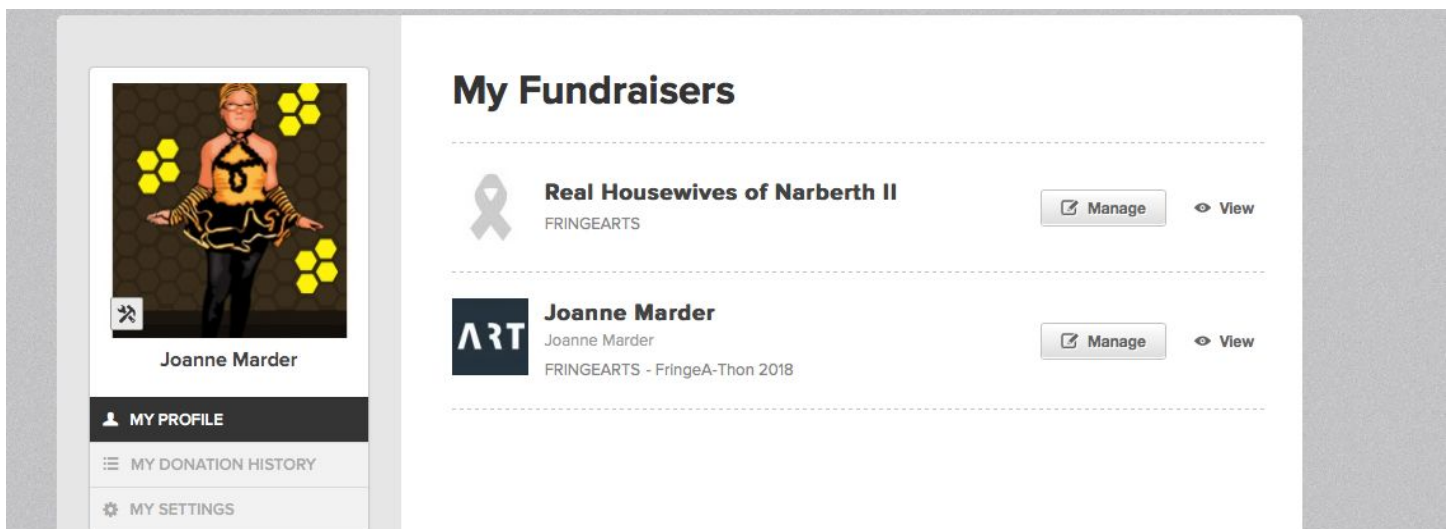 Joanne Marder
MY PROFILE
MY DONATION HISTORY
MY SETTINGS
My Fundraisers
Real Housewives of Narberth II
FRINGEARTS
Manage
View
ART
Joanne Marder
Joanne Marder
FRINGEARTS - FringeA-Thon 2018
Manage
View